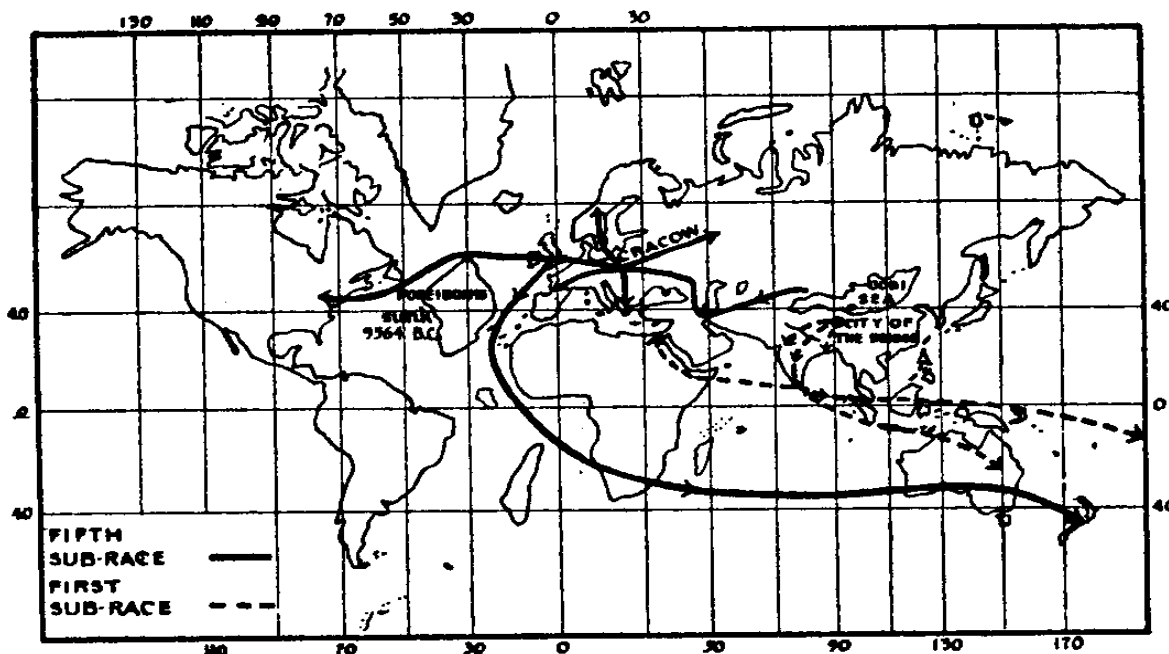 130 110 90 70 50 30 0 30
CRACOW
POSEIDONIS
SUNK
9564 B.C.
GOBI
SEA
CITY OF
THE BRIDGE
40 40
0 0
40 40
FIFTH
SUB-RACE
FIRST
SUB-RACE
110 70 30 0 50 90 130 170